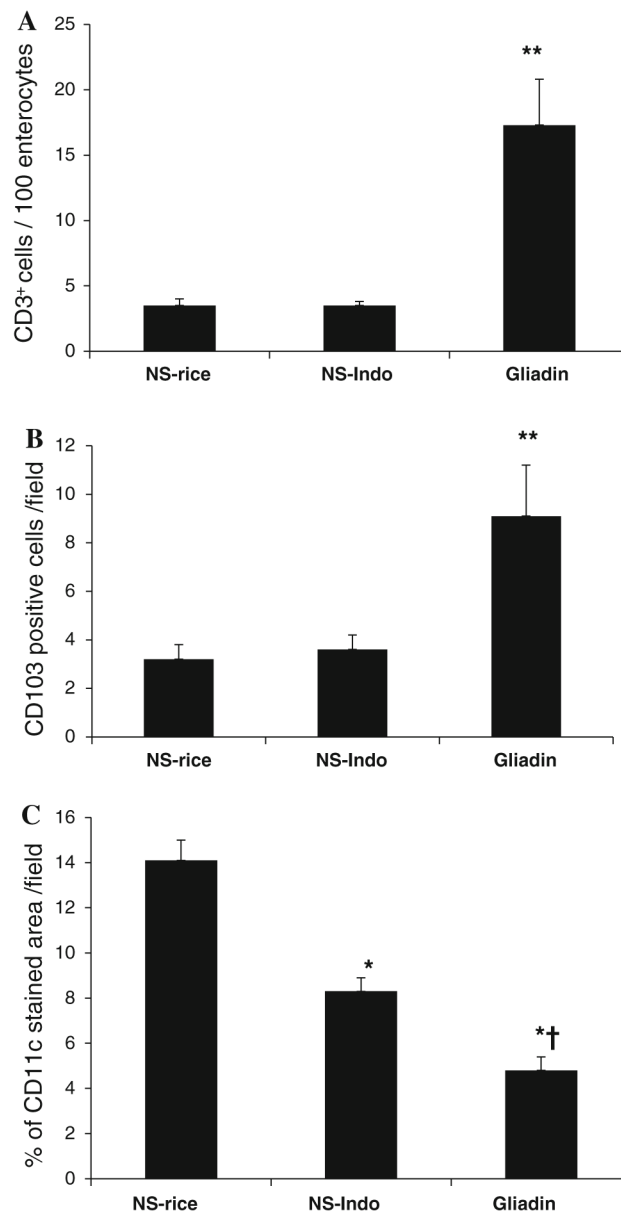 A
CD3+ cells / 100 enterocytes
25
20
15
10
5
0
**
NS-rice NS-Indo Gliadin
B
CD103 positive cells /field
12
10
8
6
4
2
0
**
NS-rice NS-Indo Gliadin
C
% of CD11c stained area /field
16
14
12
10
8
6
4
2
0
*
*†
NS-rice NS-Indo Gliadin